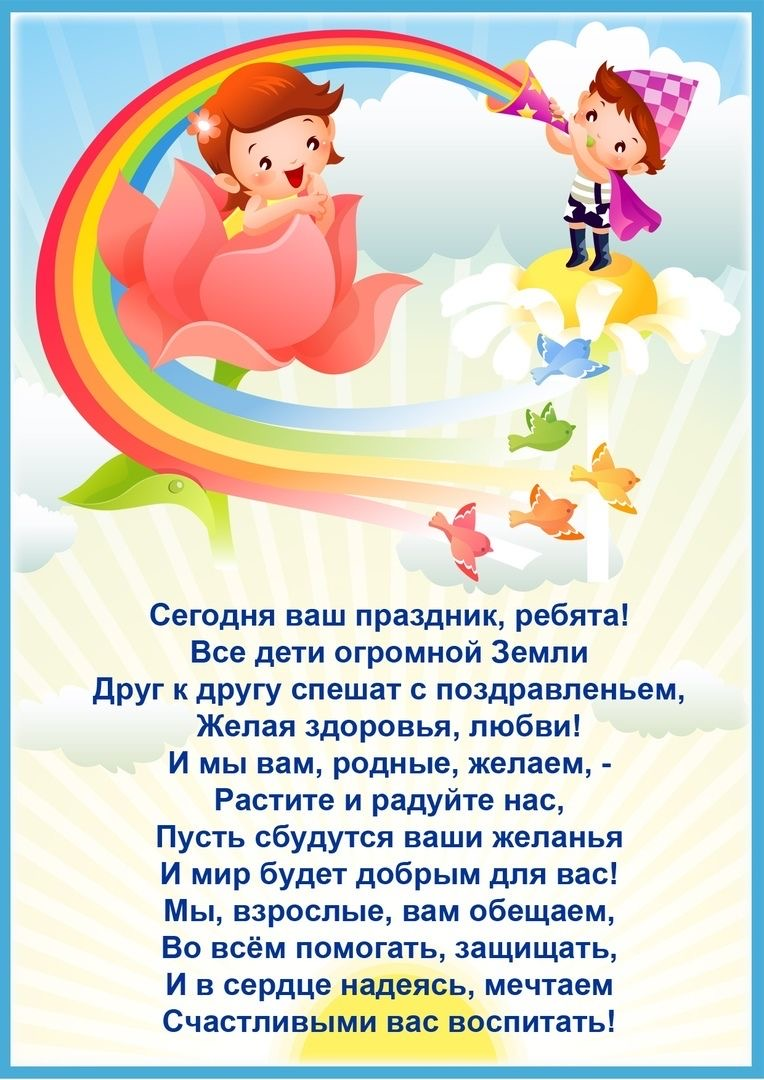 Сегодня ваш праздник, ребята!
Все дети огромной Земли
Друг к другу спешат с поздравленьем,
Желая здоровья, любви!
И мы вам, родные, желаем, -
Растите и радуйте нас,
Пусть сбудутся ваши желанья
И мир будет добрым для вас!
Мы, взрослые, вам обещаем,
Во всём помогать, защищать,
И в сердце надеясь, мечтаем
Счастливыми вас воспитать!